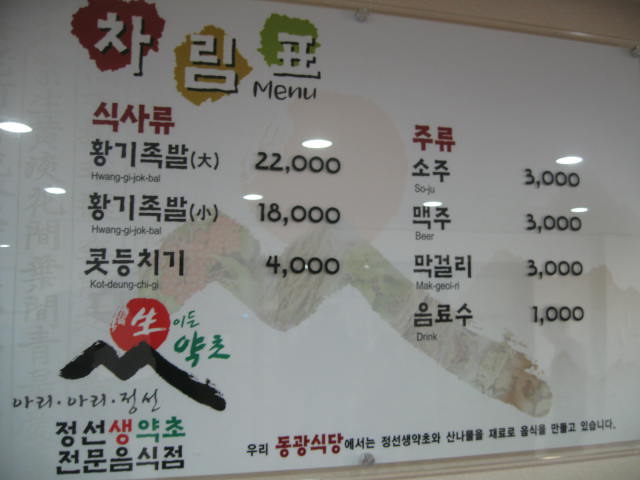 차림표
Menu
식사류
황기족발(大) 22,000
Hwang-gi-jok-bal
황기족발(小) 18,000
Hwang-gi-jok-bal
콧등치기 4,000
Kot-deung-chi-gi
주류
소주 3,000
So-ju
맥주 3,000
Beer
막걸리 3,000
Mak-geol-ri
음료수 1,000
Drink
生이든
약초
아리·아리·정선
정선생약초
전문음식점
우리 동광식당에서는 정선생약초와 산나물을 재료로 음식을 만들고 있습니다.